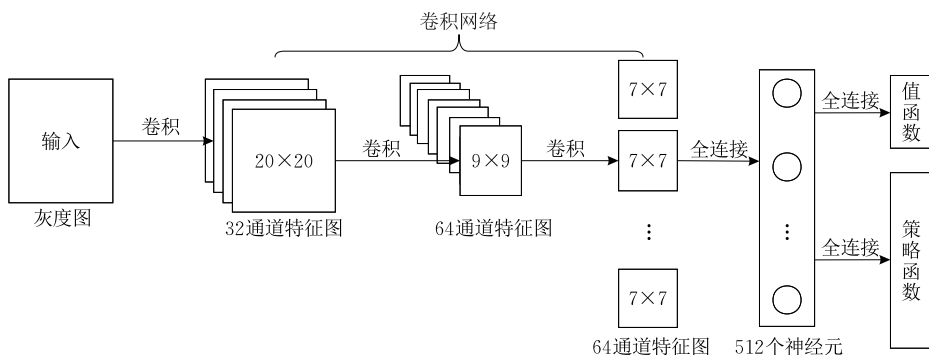 卷积网络
输入
卷积
20×20
卷积
9×9
卷积
7×7
7×7
⋮
7×7
全连接
⋮
全连接
值函数
全连接
策略函数
灰度图
32通道特征图
64通道特征图
64通道特征图
512个神经元